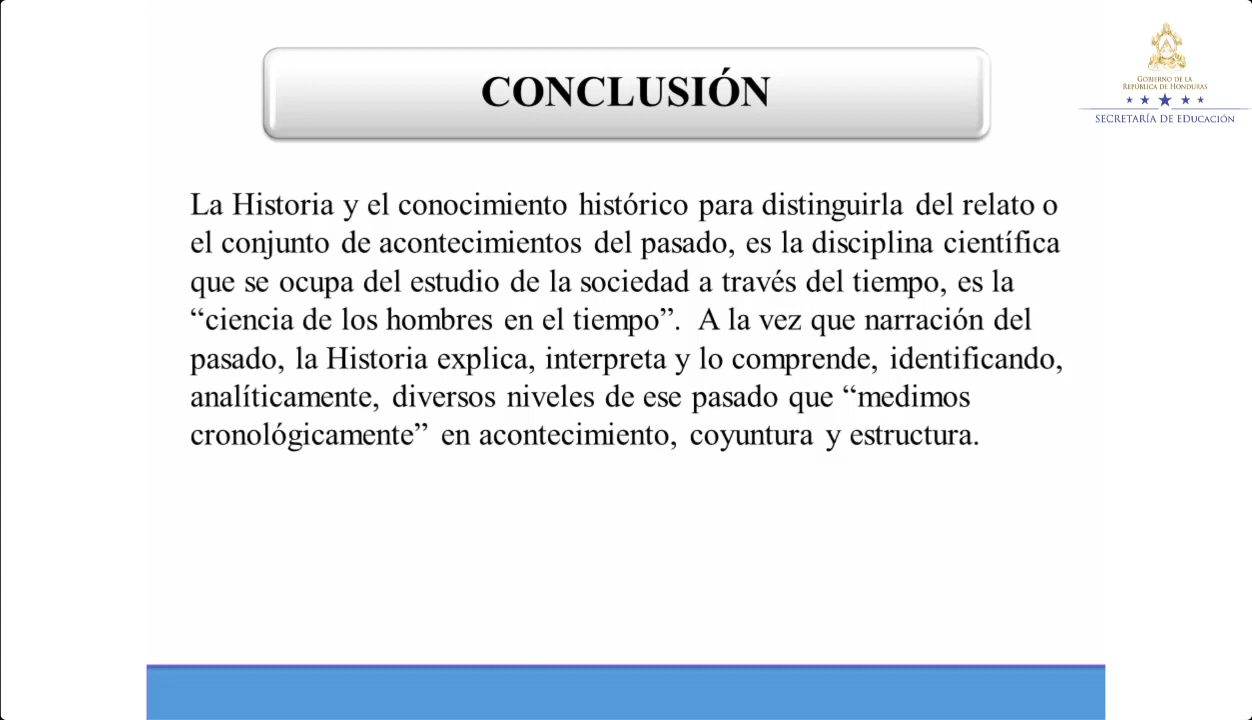 CONCLUSIÓN
GOBIERNO DE LA
REPÚBLICA DE HONDURAS
SECRETARÍA DE EDUCACIÓN
La Historia y el conocimiento histórico para distinguirla del relato o
el conjunto de acontecimientos del pasado, es la disciplina científica
que se ocupa del estudio de la sociedad a través del tiempo, es la
“ciencia de los hombres en el tiempo”. A la vez que narración del
pasado, la Historia explica, interpreta y lo comprende, identificando,
analíticamente, diversos niveles de ese pasado que “medimos
cronológicamente” en acontecimiento, coyuntura y estructura.